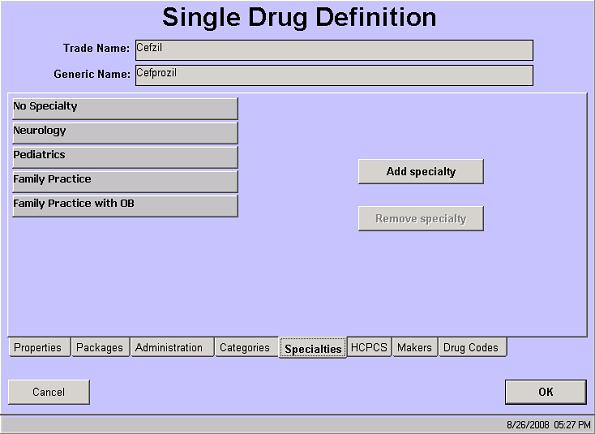 Single Drug Definition
Trade Name: Cefzil
Generic Name: Cefprozil
No Specialty
Neurology
Pediatrics
Family Practice
Family Practice with OB
Add specialty
Remove specialty
Properties Packages Administration Categories Specialties HCPCS Makers Drug Codes
Cancel OK
8/26/2008 05:27 PM